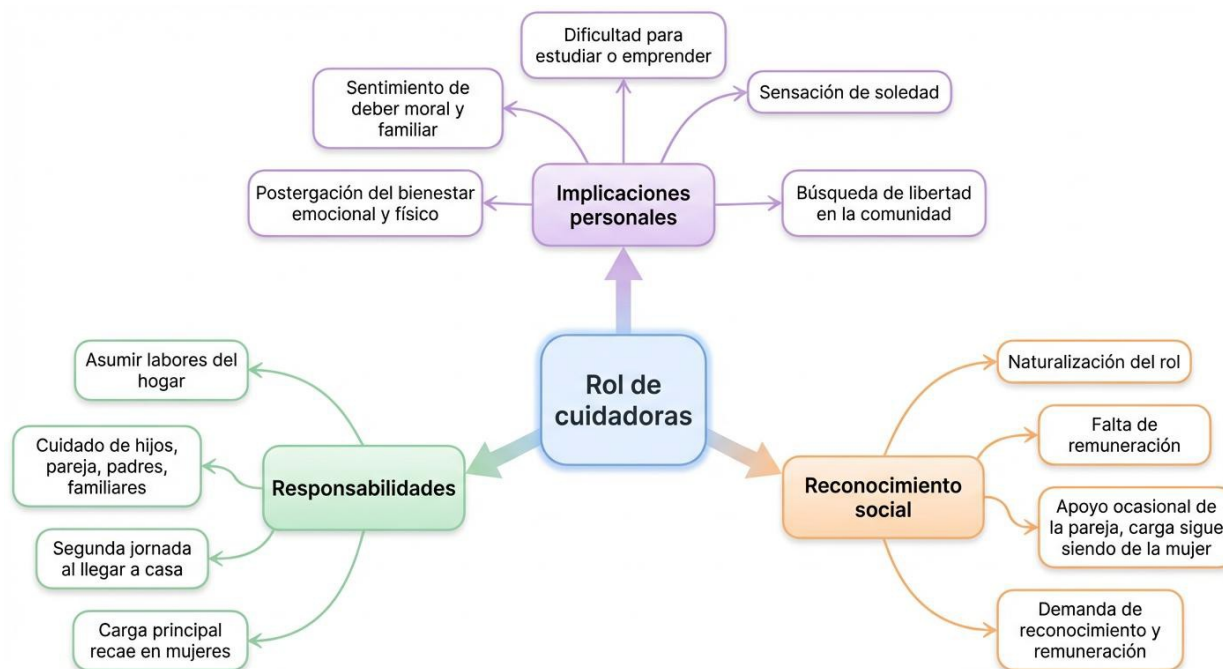 Dificultad para
estudiar o emprender
Sentimiento de
deber moral y
familiar
Sensación de soledad
Postergación del bienestar
emocional y físico
Implicaciones
personales
Búsqueda de libertad
en la comunidad
Rol de
cuidadoras
Asumir labores del
hogar
Cuidado de hijos,
pareja, padres,
familiares
Responsabilidades
Segunda jornada
al llegar a casa
Carga principal
recae en mujeres
Naturalización del rol
Falta de
remuneración
Reconocimiento
social
Apoyo ocasional de
la pareja, carga sigue
siendo de la mujer
Demanda de
reconocimiento y
remuneración